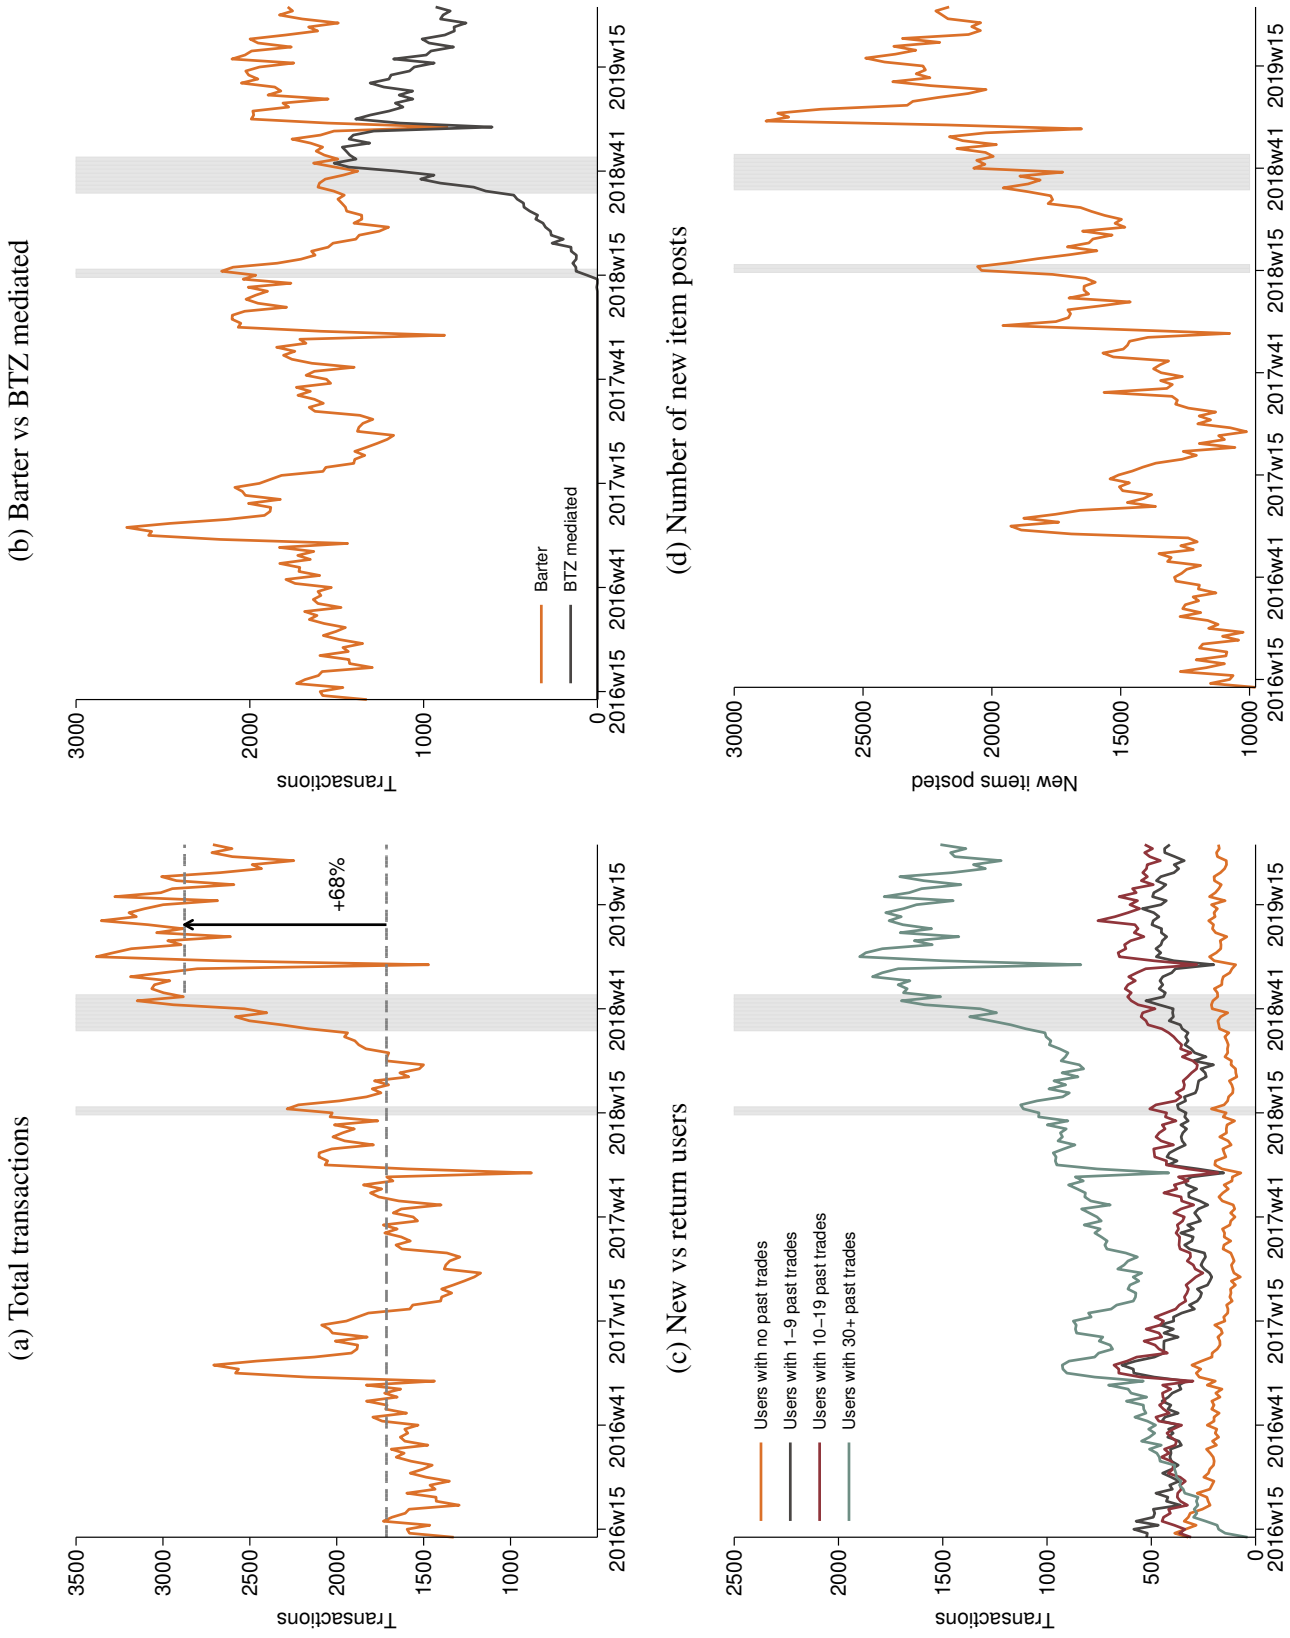 (a) Total transactions
Transactions
3500
3000
2500
2000
1500
1000
+68%
2016w15 2016w41 2017w15 2017w41 2018w15 2018w41 2019w15
(b) Barter vs BTZ mediated
Transactions
3000
2000
1000
0
Barter
BTZ mediated
2016w15 2016w41 2017w15 2017w41 2018w15 2018w41 2019w15
(c) New vs return users
Transactions
2500
2000
1500
1000
500
0
Users with no past trades
Users with 1–9 past trades
Users with 10–19 past trades
Users with 30+ past trades
2016w15 2016w41 2017w15 2017w41 2018w15 2018w41 2019w15
(d) Number of new item posts
New items posted
30000
25000
20000
15000
10000
2016w15 2016w41 2017w15 2017w41 2018w15 2018w41 2019w15